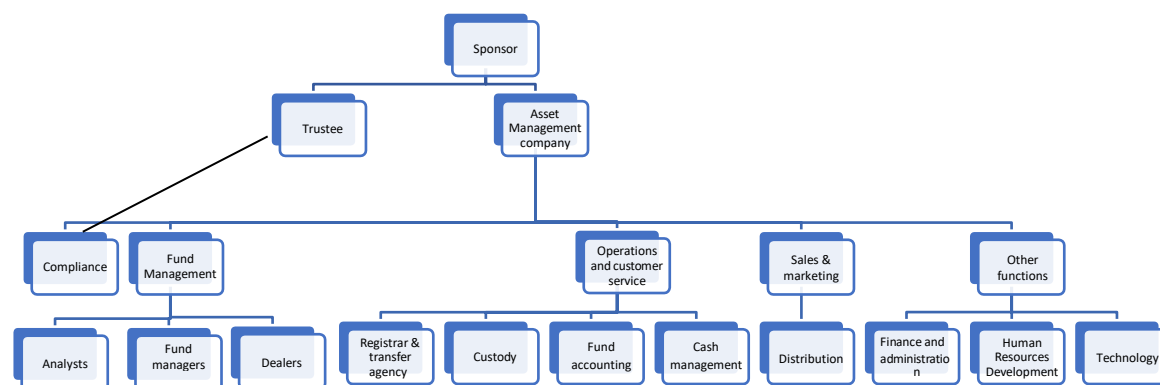 Sponsor
Trustee
Asset
Management
company
Compliance
Fund
Management
Operations
and customer
service
Sales &
marketing
Other
functions
Analysts
Fund
managers
Dealers
Registrar &
transfer
agency
Custody
Fund
accounting
Cash
management
Distribution
Finance and
administratio
n
Human
Resources
Development
Technology